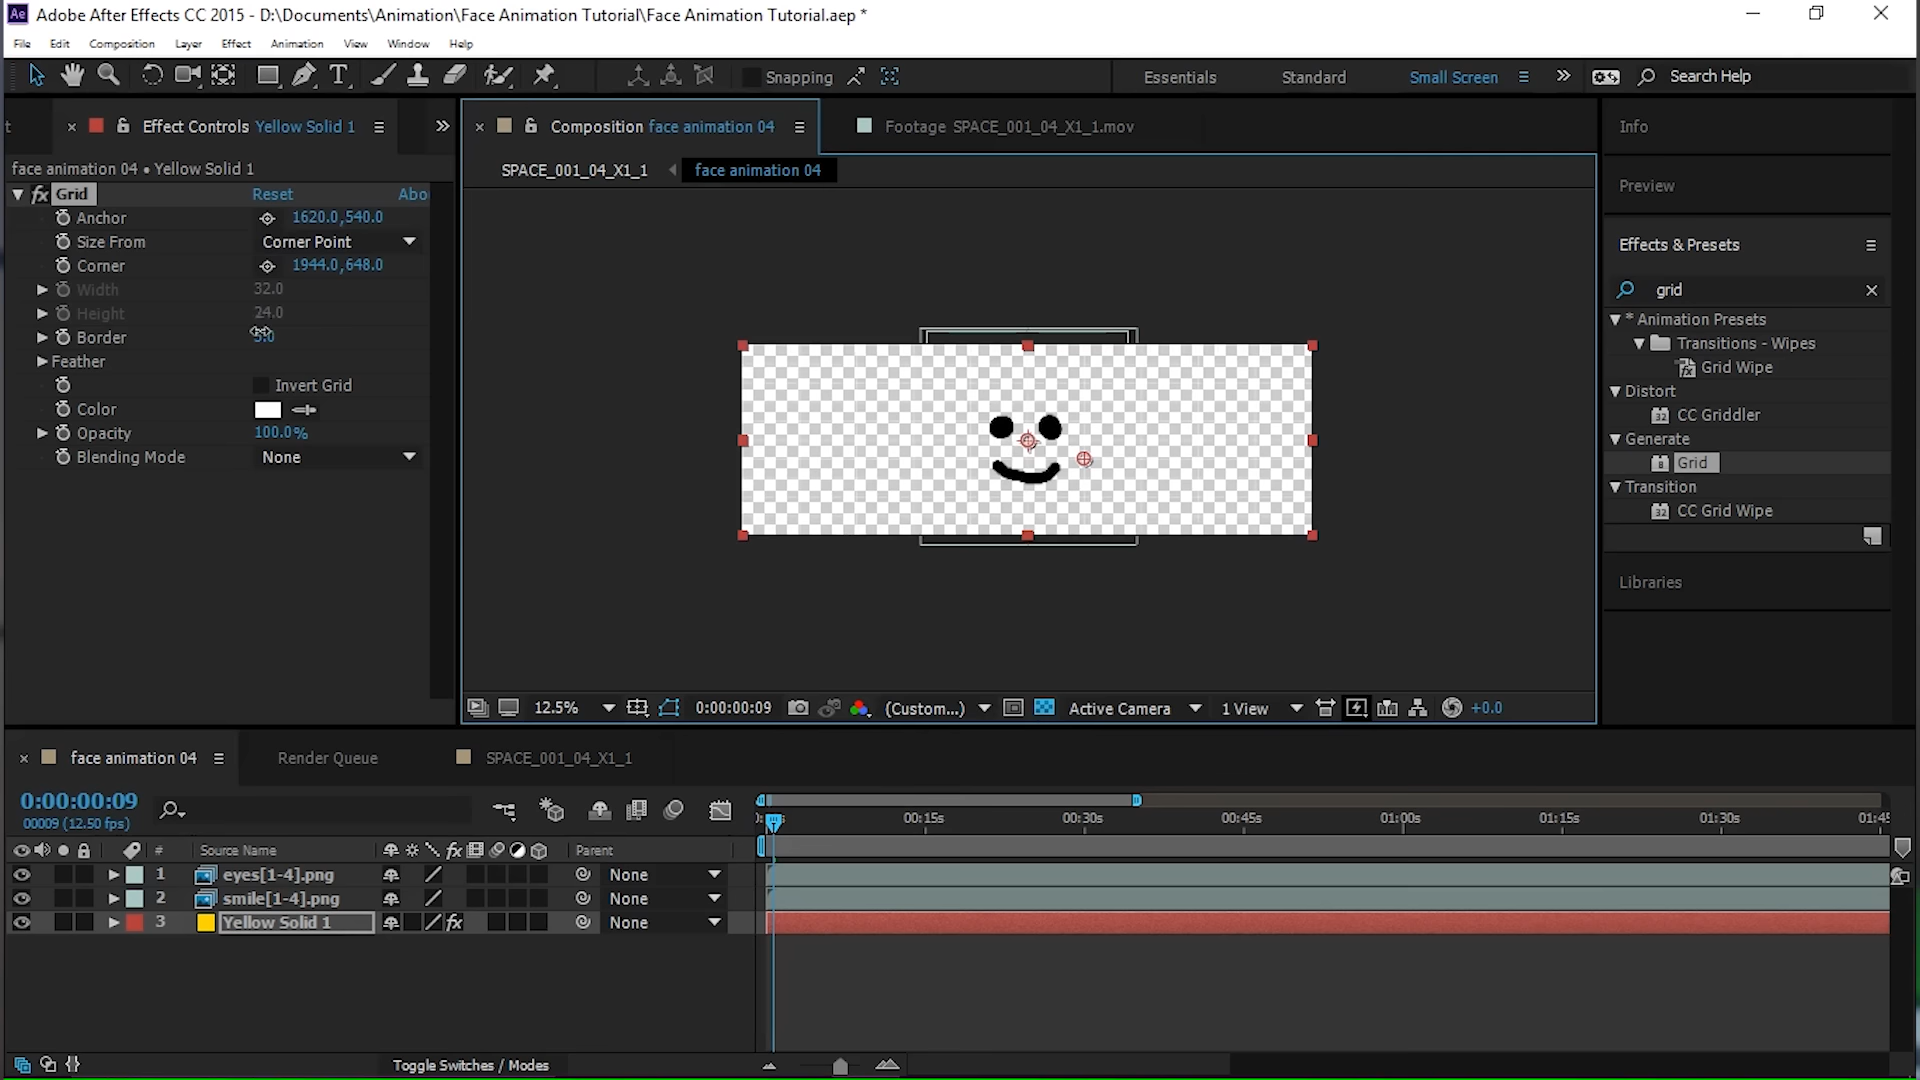 Ae Adobe After Effects CC 2015 - D:\Documents\Animation\Face Animation Tutorial\Face Animation Tutorial.aep *
File Edit Composition Layer Effect Animation View Window Help
Snapping Essentials Standard Small Screen Search Help
Effect Controls Yellow Solid 1
Composition face animation 04
Footage SPACE_001_04_X1_1.mov
face animation 04 • Yellow Solid 1
SPACE_001_04_X1_1 face animation 04
fx Grid Reset Abo
Anchor 1620.0,540.0
Size From Corner Point
Corner 1944.0,648.0
Width 32.0
Height 24.0
Border
Feather
Invert Grid
Color
Opacity 100.0%
Blending Mode None
12.5% 0:00:00:09 (Custom...) Active Camera 1 View +0.0
Info
Preview
Effects & Presets
grid
* Animation Presets
Transitions - Wipes
Grid Wipe
Distort
CC Griddler
Generate
Grid
Transition
CC Grid Wipe
Libraries
face animation 04 Render Queue SPACE_001_04_X1_1
0:00:00:09
00009 (12.50 fps)
00:15s 00:30s 00:45s 01:00s 01:15s 01:30s 01:45
# Source Name fx Parent
1 eyes[1-4].png None
2 smile[1-4].png None
3 Yellow Solid 1 fx None
Toggle Switches / Modes